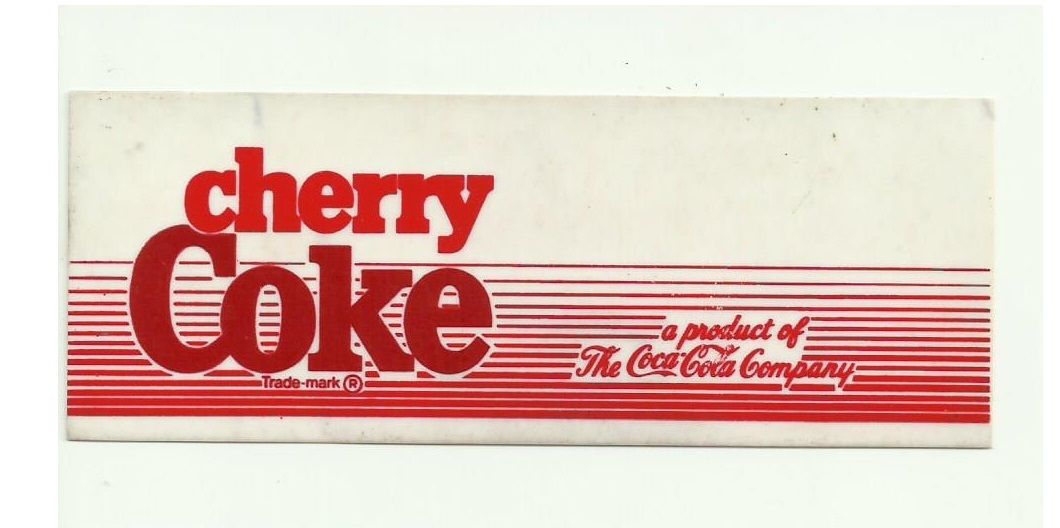 cherry
Coke
Trade-mark ®
a product of
The Coca-Cola Company